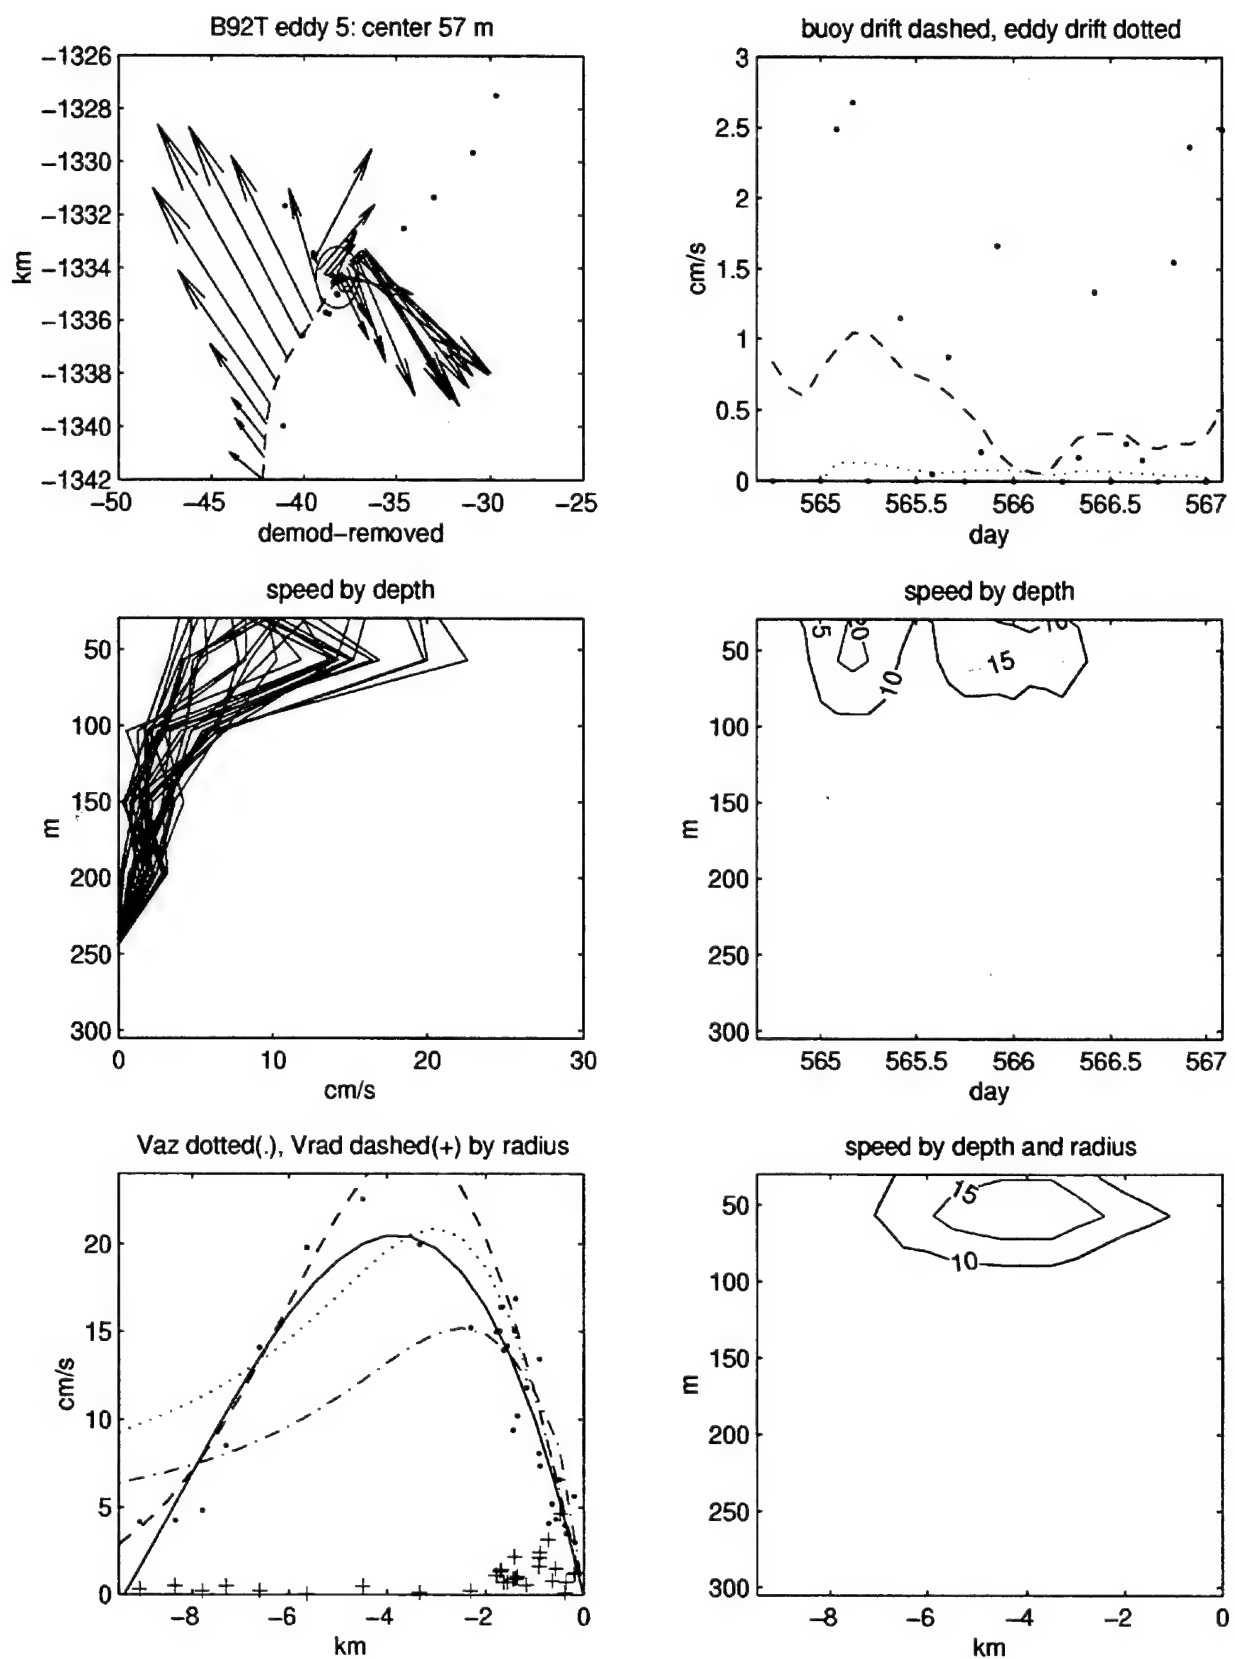 B92T eddy 5: center 57 m
−1326
−1328
−1330
−1332
−1334
−1336
−1338
−1340
−1342
km
−50 −45 −40 −35 −30 −25
demod−removed
buoy drift dashed, eddy drift dotted
3
2.5
2
1.5
1
0.5
0
cm/s
565 565.5 566 566.5 567
day
speed by depth
50
100
150
200
250
300
m
0 10 20 30
cm/s
speed by depth
50
100
150
200
250
300
m
5 20 10 15
565 565.5 566 566.5 567
day
Vaz dotted(.), Vrad dashed(+) by radius
20
15
10
5
0
cm/s
−8 −6 −4 −2 0
km
speed by depth and radius
50
100
150
200
250
300
m
15
10
−8 −6 −4 −2 0
km